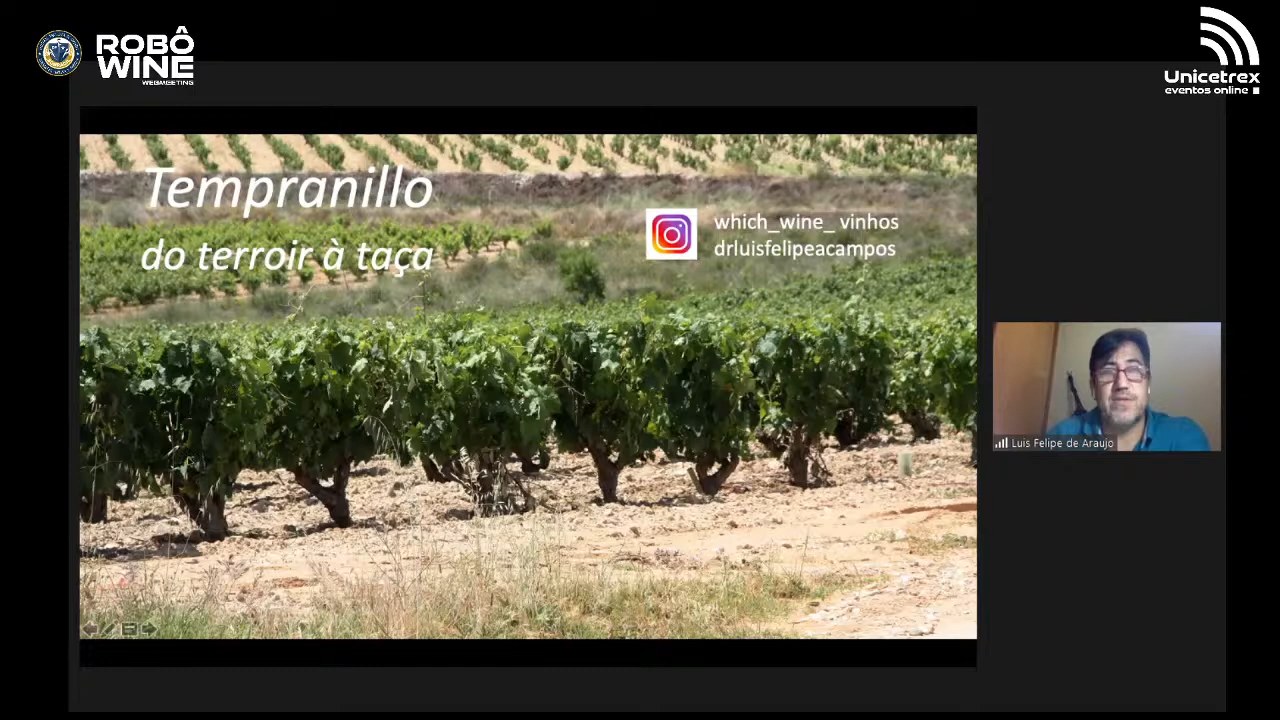 ROBÔ
WINE
WEBMEETING
Unicetrex
eventos online
Tempranillo
do terroir à taça
which_wine_ vinhos
drluisfelipeacampos
Luis Felipe de Araujo